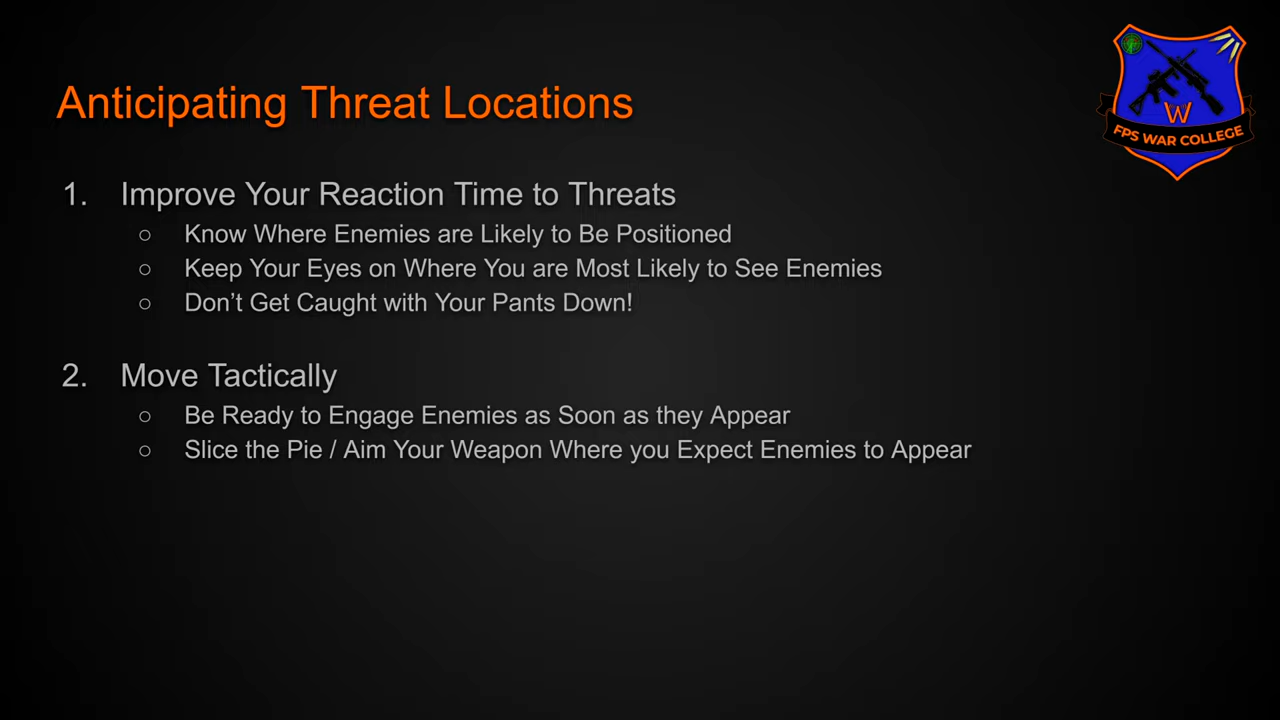 Anticipating Threat Locations
W
FPS WAR COLLEGE
1. Improve Your Reaction Time to Threats
○ Know Where Enemies are Likely to Be Positioned
○ Keep Your Eyes on Where You are Most Likely to See Enemies
○ Don’t Get Caught with Your Pants Down!
2. Move Tactically
○ Be Ready to Engage Enemies as Soon as they Appear
○ Slice the Pie / Aim Your Weapon Where you Expect Enemies to Appear